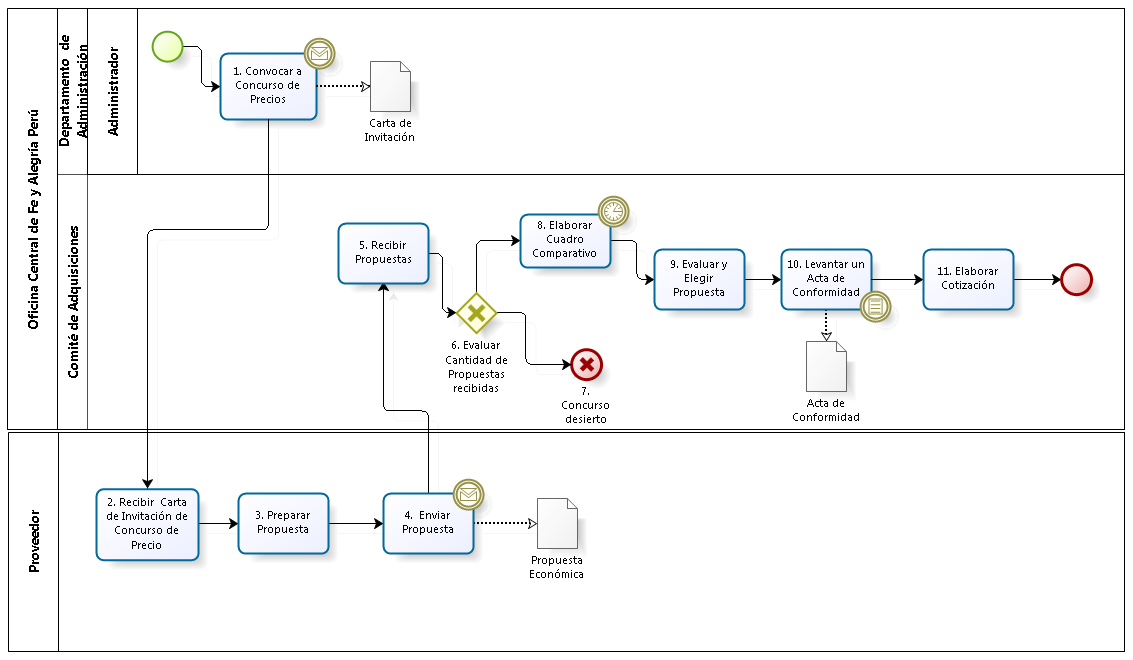 Oficina Central de Fe y Alegría Perú
Departamento de
Administración
Administrador
1. Convocar a
Concurso de
Precios
Carta de
Invitación
Comité de Adquisiciones
5. Recibir
Propuestas
6. Evaluar
Cantidad de
Propuestas
recibidas
7.
Concurso
desierto
8. Elaborar
Cuadro
Comparativo
9. Evaluar y
Elegir
Propuesta
10. Levantar un
Acta de
Conformidad
Acta de
Conformidad
11. Elaborar
Cotización
Proveedor
2. Recibir Carta
de Invitación de
Concurso de
Precio
3. Preparar
Propuesta
4. Enviar
Propuesta
Propuesta
Económica